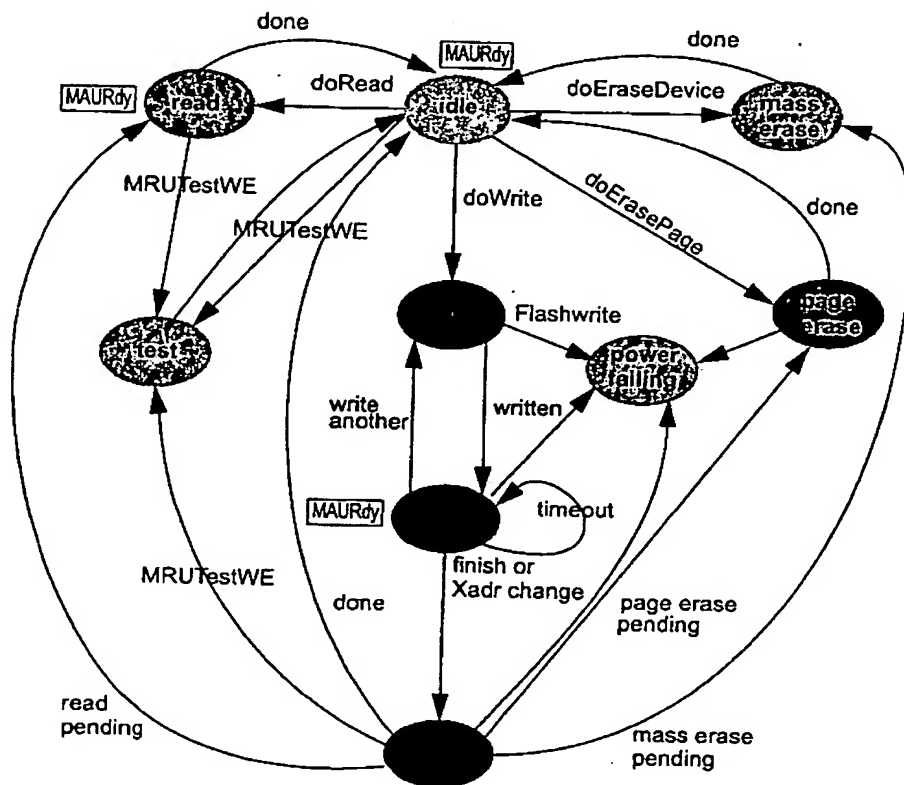 done
MAURdy
done
MAURdy
read
doRead
idle
doEraseDevice
mass
erase
MRUTestWE
MRUTestWE
doWrite
doErasePage
done
test
Flashwrite
power
failing
page
erase
write
another
written
MAURdy
timeout
MRUTestWE
done
finish or
Xadr change
page erase
pending
read
pending
mass erase
pending